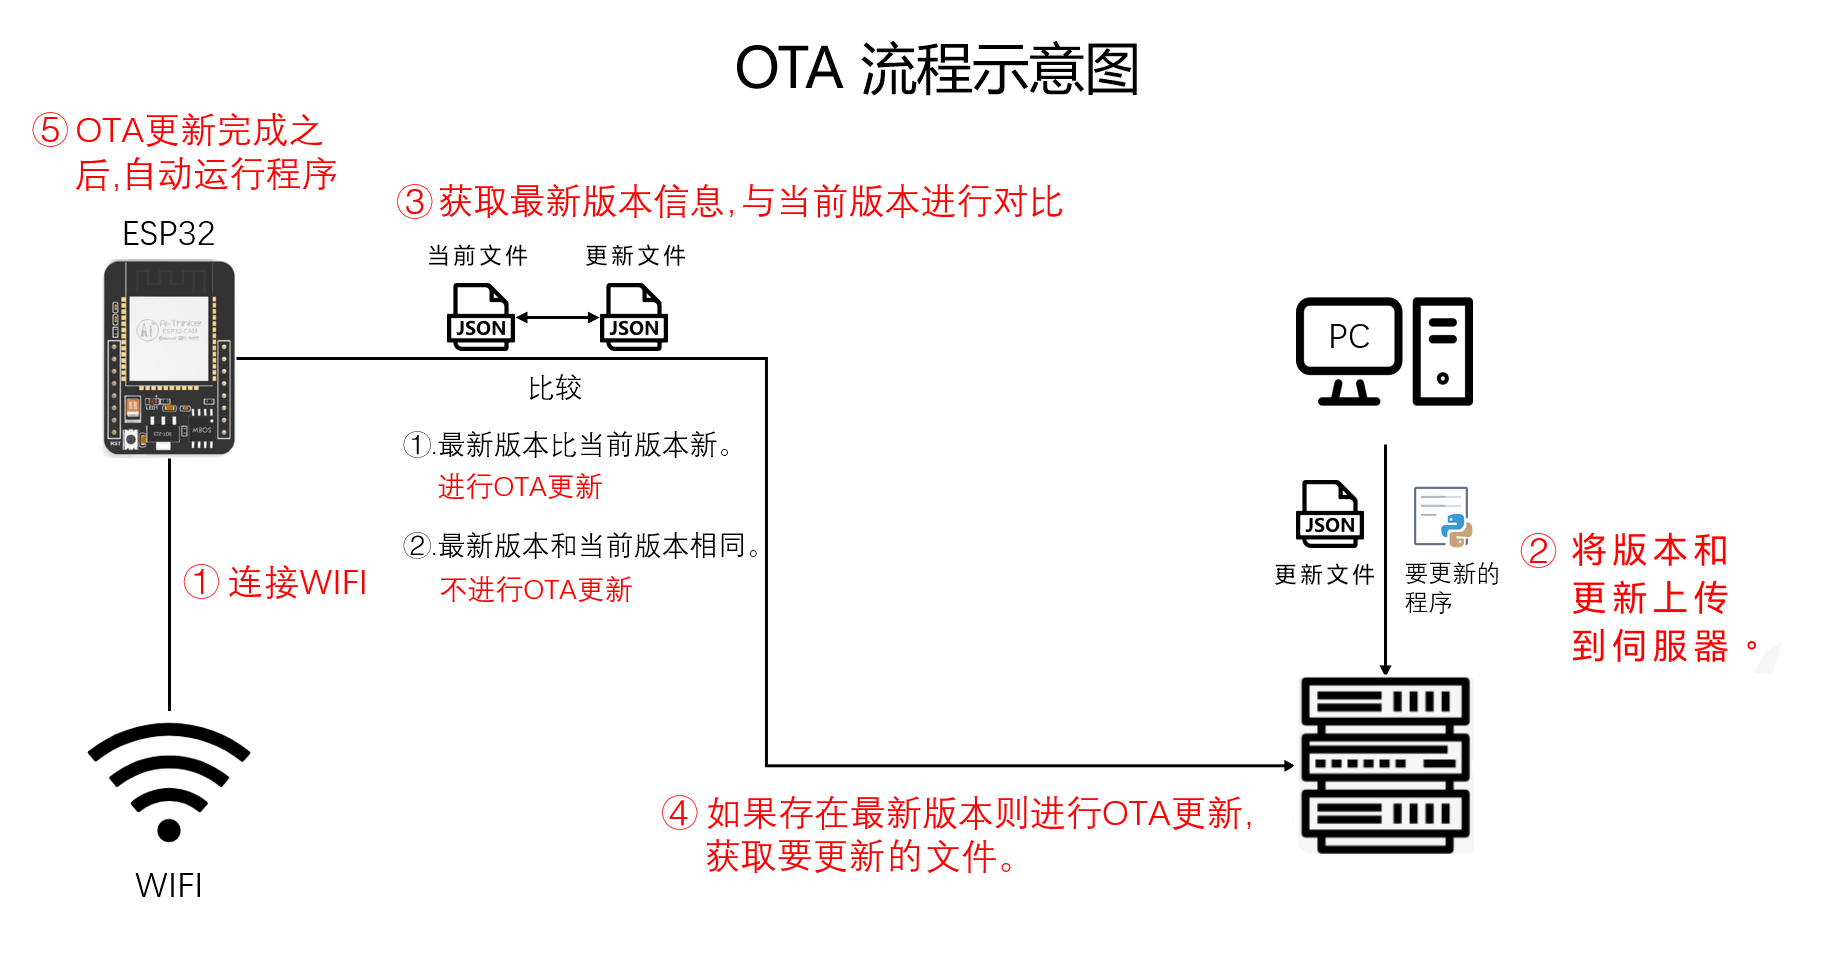 OTA 流程示意图
⑤ OTA更新完成之
后,自动运行程序
ESP32
③ 获取最新版本信息,与当前版本进行对比
当前文件
更新文件
JSON
JSON
比较
①.最新版本比当前版本新。
进行OTA更新
②.最新版本和当前版本相同。
不进行OTA更新
Ai-Thinker
ESP32-CAM
LED1
RST
① 连接WIFI
WIFI
PC
JSON
更新文件
要更新的
程序
② 将版本和
更新上传
到伺服器。
④ 如果存在最新版本则进行OTA更新,
获取要更新的文件。